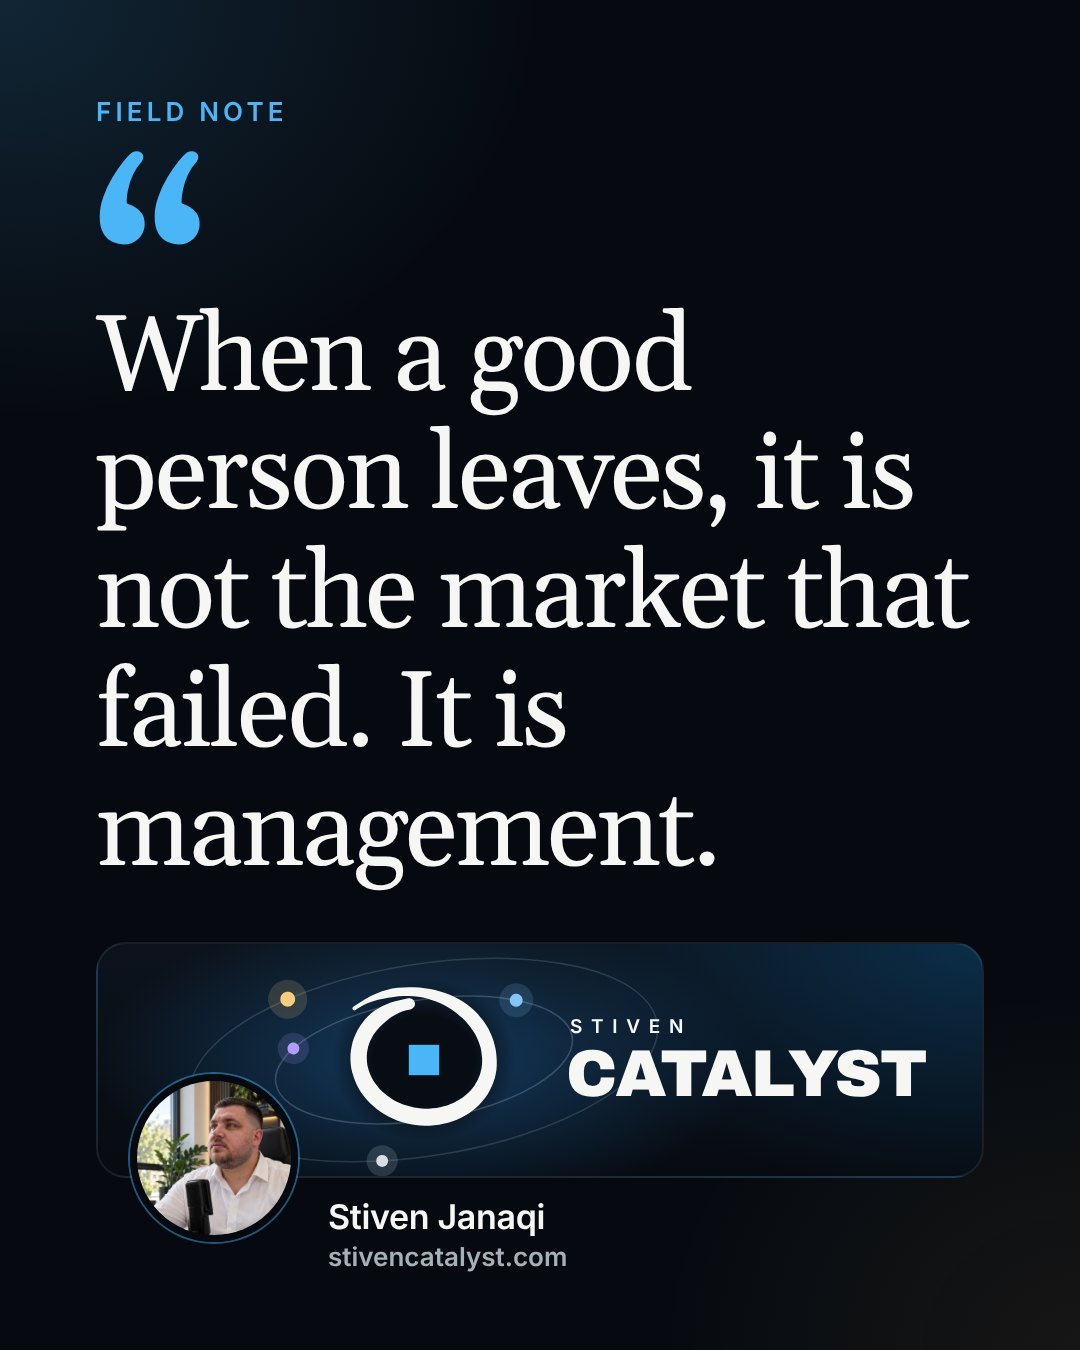 FIELD NOTE
“
When a good
person leaves, it is
not the market that
failed. It is
management.
STIVEN
CATALYST
Stiven Janaqi
stivencatalyst.com